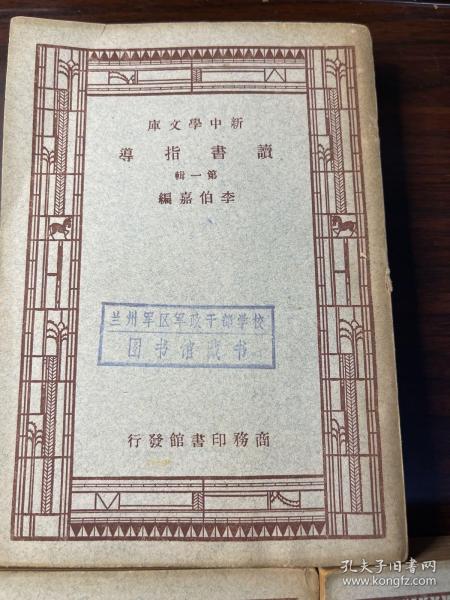 新中學文庫
讀書指導
第一輯
李伯嘉編
兰州军区军政干部学校
图书馆藏书
商務印書館發行
孔夫子旧书网
www.kongfz.com